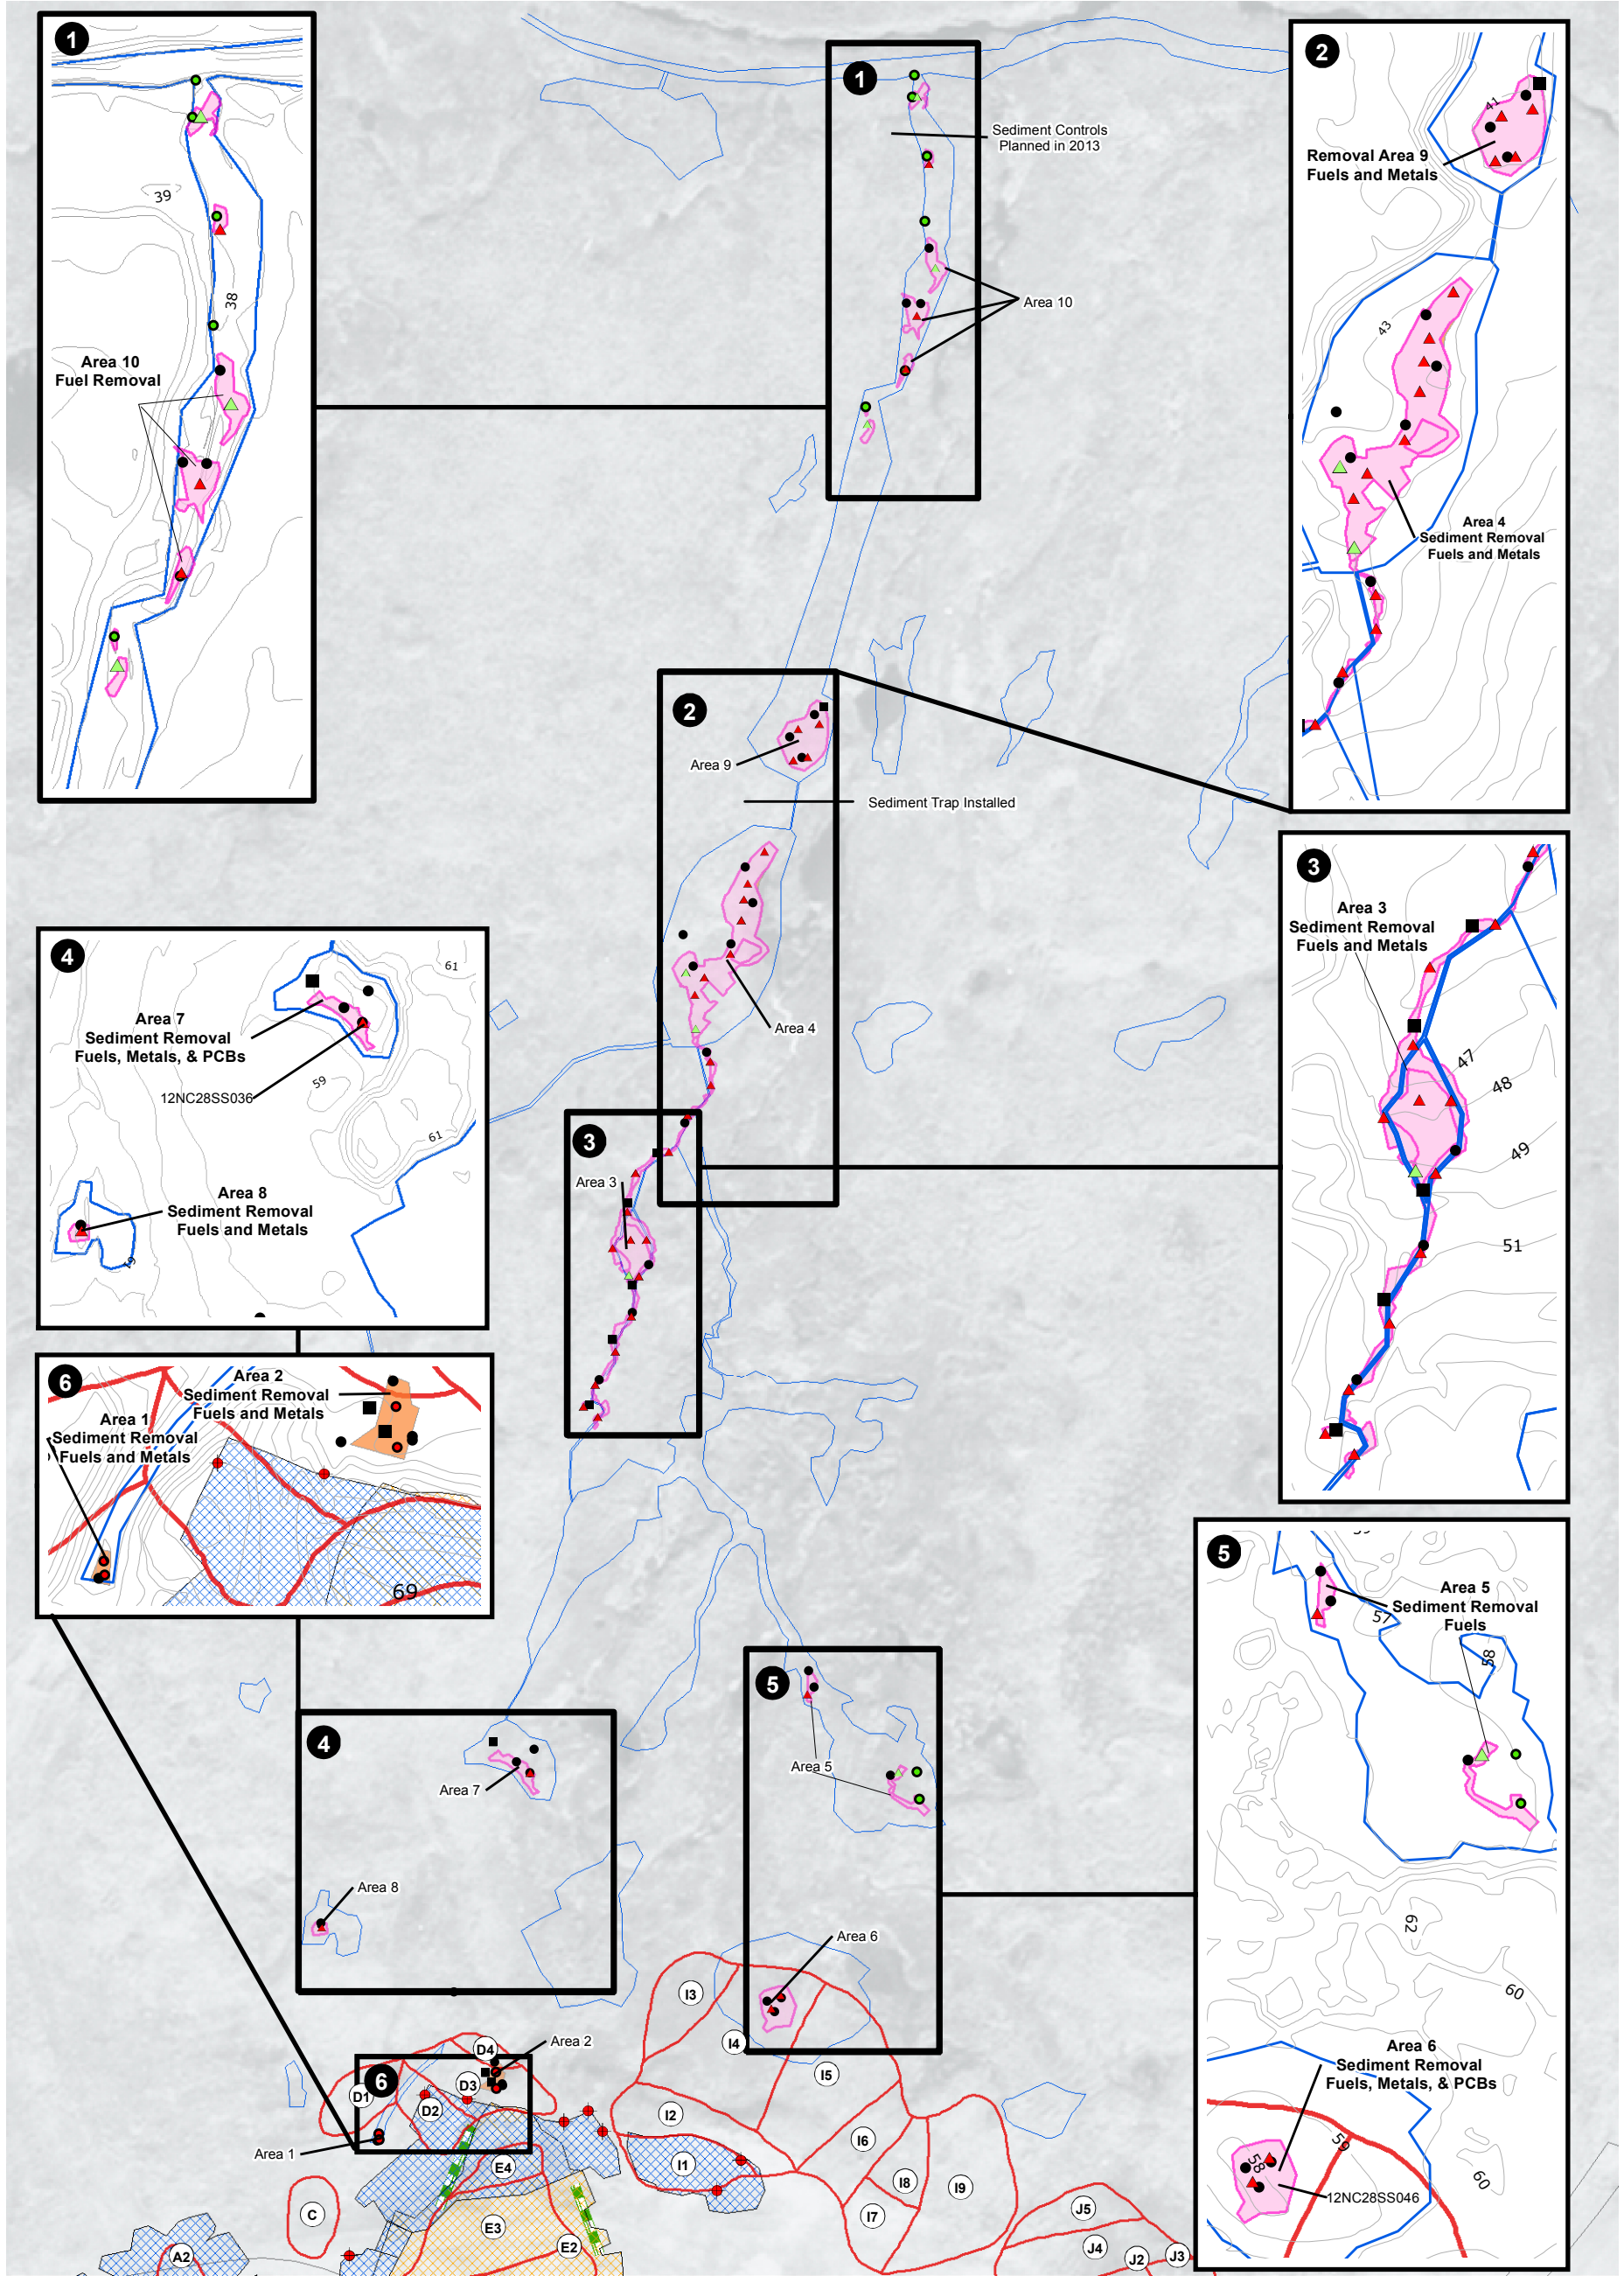 1
39
38
Area 10
Fuel Removal
1
Sediment Controls
Planned in 2013
Area 10
2
41
Removal Area 9
Fuels and Metals
43
Area 4
Sediment Removal
Fuels and Metals
2
Area 9
Sediment Trap Installed
Area 4
3
Area 3
Sediment Removal
Fuels and Metals
47
48
49
51
3
Area 3
4
61
Area 7
Sediment Removal
Fuels, Metals, & PCBs
59
12NC28SS036
61
Area 8
Sediment Removal
Fuels and Metals
61
6
Area 2
Sediment Removal
Fuels and Metals
Area 1
Sediment Removal
Fuels and Metals
69
4
Area 7
Area 8
5
Area 5
Area 6
5
59
Area 5
Sediment Removal
Fuels
57
58
62
60
Area 6
Sediment Removal
Fuels, Metals, & PCBs
59
58
60
12NC28SS046
6
Area 2
Area 1
D4
D3
D1
D2
E4
E3
E2
C
A2
I3
I4
I5
I2
I1
I6
I8
I9
I7
J5
J4
J2
J3